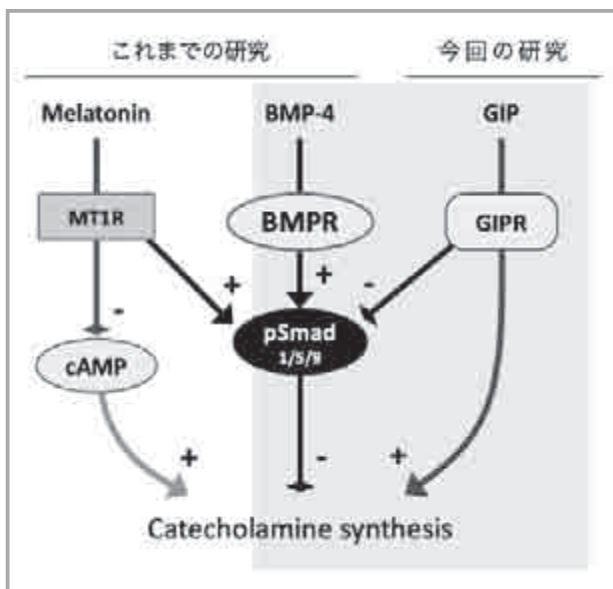 これまでの研究 今回の研究
Melatonin BMP-4 GIP
MT1R BMPR GIPR
+ + -
- pSmad
1/5/9
cAMP
+ - +
Catecholamine synthesis